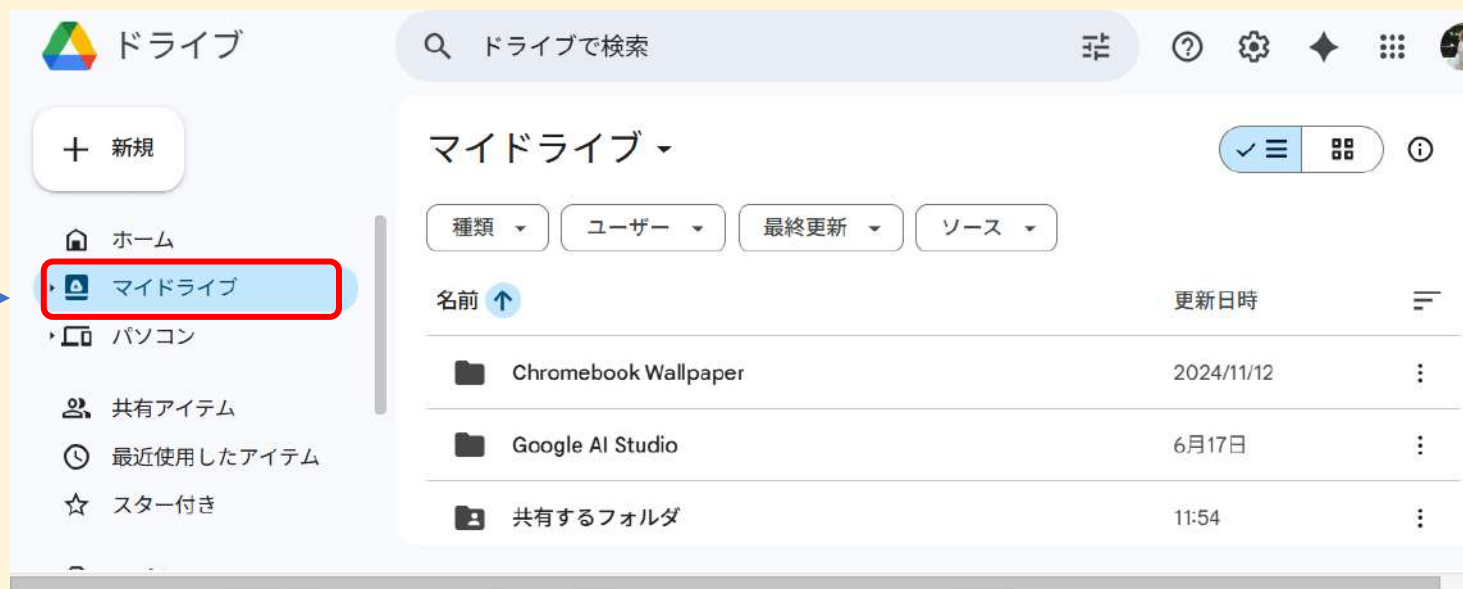 ドライブ
ドライブで検索
新規
マイドライブ
種類 ユーザー 最終更新 ソース
ホーム
マイドライブ
パソコン
共有アイテム
最近使用したアイテム
スター付き
名前 更新日時
Chromebook Wallpaper 2024/11/12
Google AI Studio 6月17日
共有するフォルダ 11:54